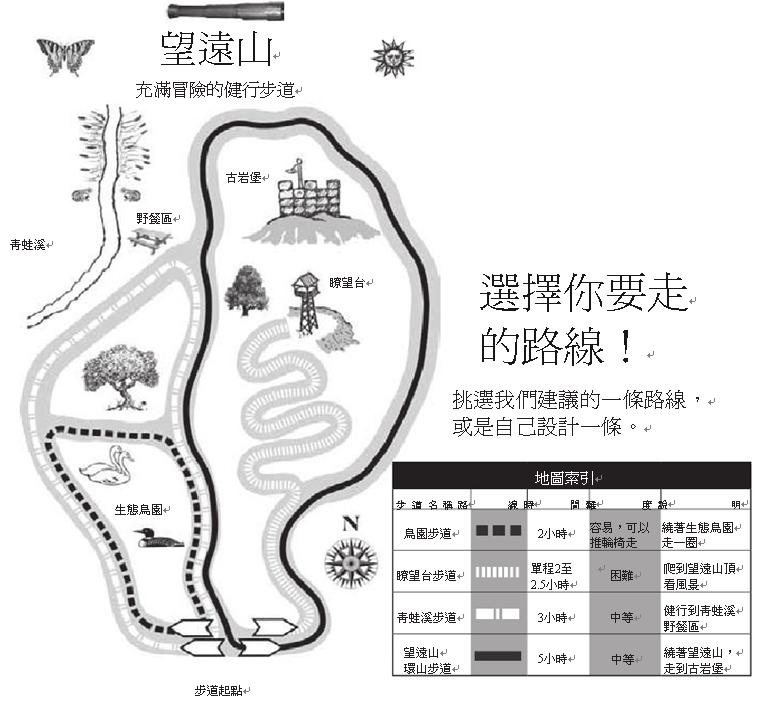 望遠山
充滿冒險的健行步道
古岩堡
野餐區
青蛙溪
瞭望台
生態鳥園
N
步道起點
選擇你要走
的路線！
挑選我們建議的一條路線，
或是自己設計一條。
地圖索引
步道名稱 路線 時間 難度 說明
鳥園步道 2小時 容易，可以 繞著生態鳥園
推輪椅走 走一圈
瞭望台步道 單程2至 困難 爬到望遠山頂
2.5小時 看風景
青蛙溪步道 3小時 中等 健行到青蛙溪
野餐區
望遠山 5小時 中等 繞著望遠山，
環山步道 走到古岩堡